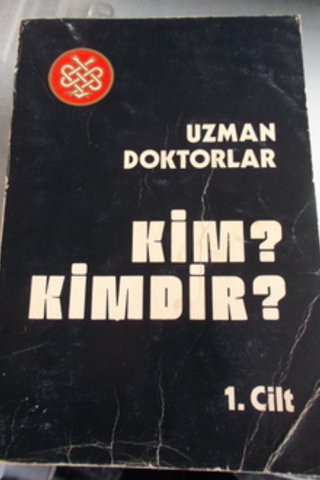 UZMAN
DOKTORLAR
KİM?
KİMDİR?
1. Cilt